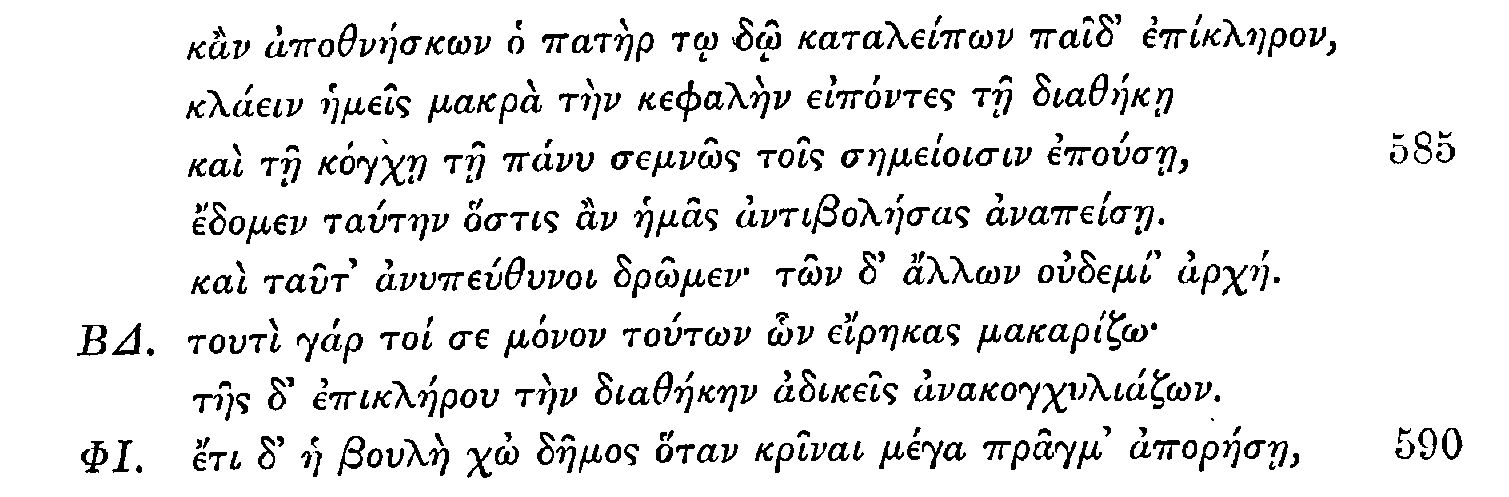 κἂν ἀποθνῄσκων ὁ πατὴρ τῳ δῷ καταλείπων παῖδ’ ἐπίκληρον,
κλάειν ἡμεῖς μακρὰ τὴν κεφαλὴν εἰπόντες τῇ διαθήκῃ
καὶ τῇ κόγχῃ τῇ πάνυ σεμνῶς τοῖς σημείοισιν ἐπούσῃ, 585
ἔδομεν ταύτην ὅστις ἂν ἡμᾶς ἀντιβολήσας ἀναπείσῃ.
καὶ ταῦτ’ ἀνυπεύθυνοι δρῶμεν· τῶν δ’ ἄλλων οὐδεμί’ ἀρχή.
ΒΔ. τουτὶ γάρ τοί σε μόνον τούτων ὧν εἴρηκας μακαρίζω·
τῆς δ’ ἐπικλήρου τὴν διαθήκην ἀδικεῖς ἀνακογχυλιάζων.
ΦΙ. ἔτι δ’ ἡ βουλὴ χὠ δῆμος ὅταν κρῖναι μέγα πρᾶγμ’ ἀπορήσῃ, 590